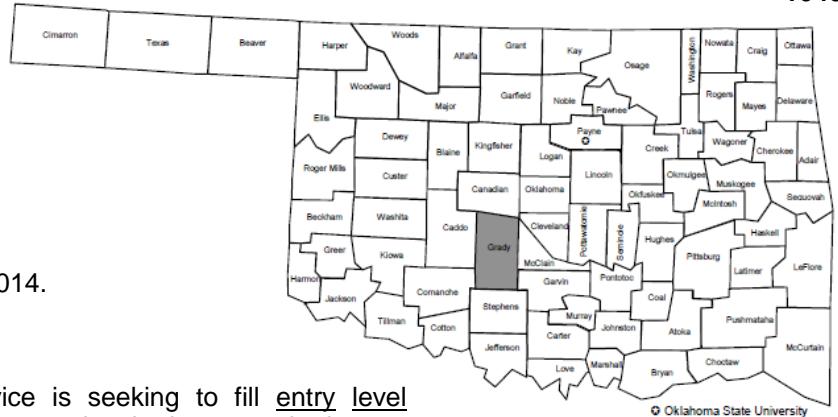 Cimarron
Texas
Beaver
Harper
Woods
Alfalfa
Grant
Kay
Osage
Washington
Nowata
Craig
Ottawa
Woodward
Major
Garfield
Noble
Pawnee
Rogers
Mayes
Delaware
Ellis
Dewey
Blaine
Kingfisher
Logan
Payne
Creek
Tulsa
Wagoner
Cherokee
Adair
Roger Mills
Custer
Canadian
Oklahoma
Lincoln
Okfuskee
Okmulgee
Muskogee
McIntosh
Sequoyah
Beckham
Washita
Caddo
Grady
Cleveland
Pottawatomie
Seminole
Hughes
Haskell
Greer
Kiowa
McClain
Pittsburg
Latimer
LeFlore
Harmon
Jackson
Comanche
Garvin
Pontotoc
Coal
014.
Stephens
Murray
Johnston
Atoka
Pushmataha
Tillman
Cotton
Jefferson
Carter
Love
Marshall
Bryan
Choctaw
McCurtain
vice is seeking to fill entry level
Oklahoma State University